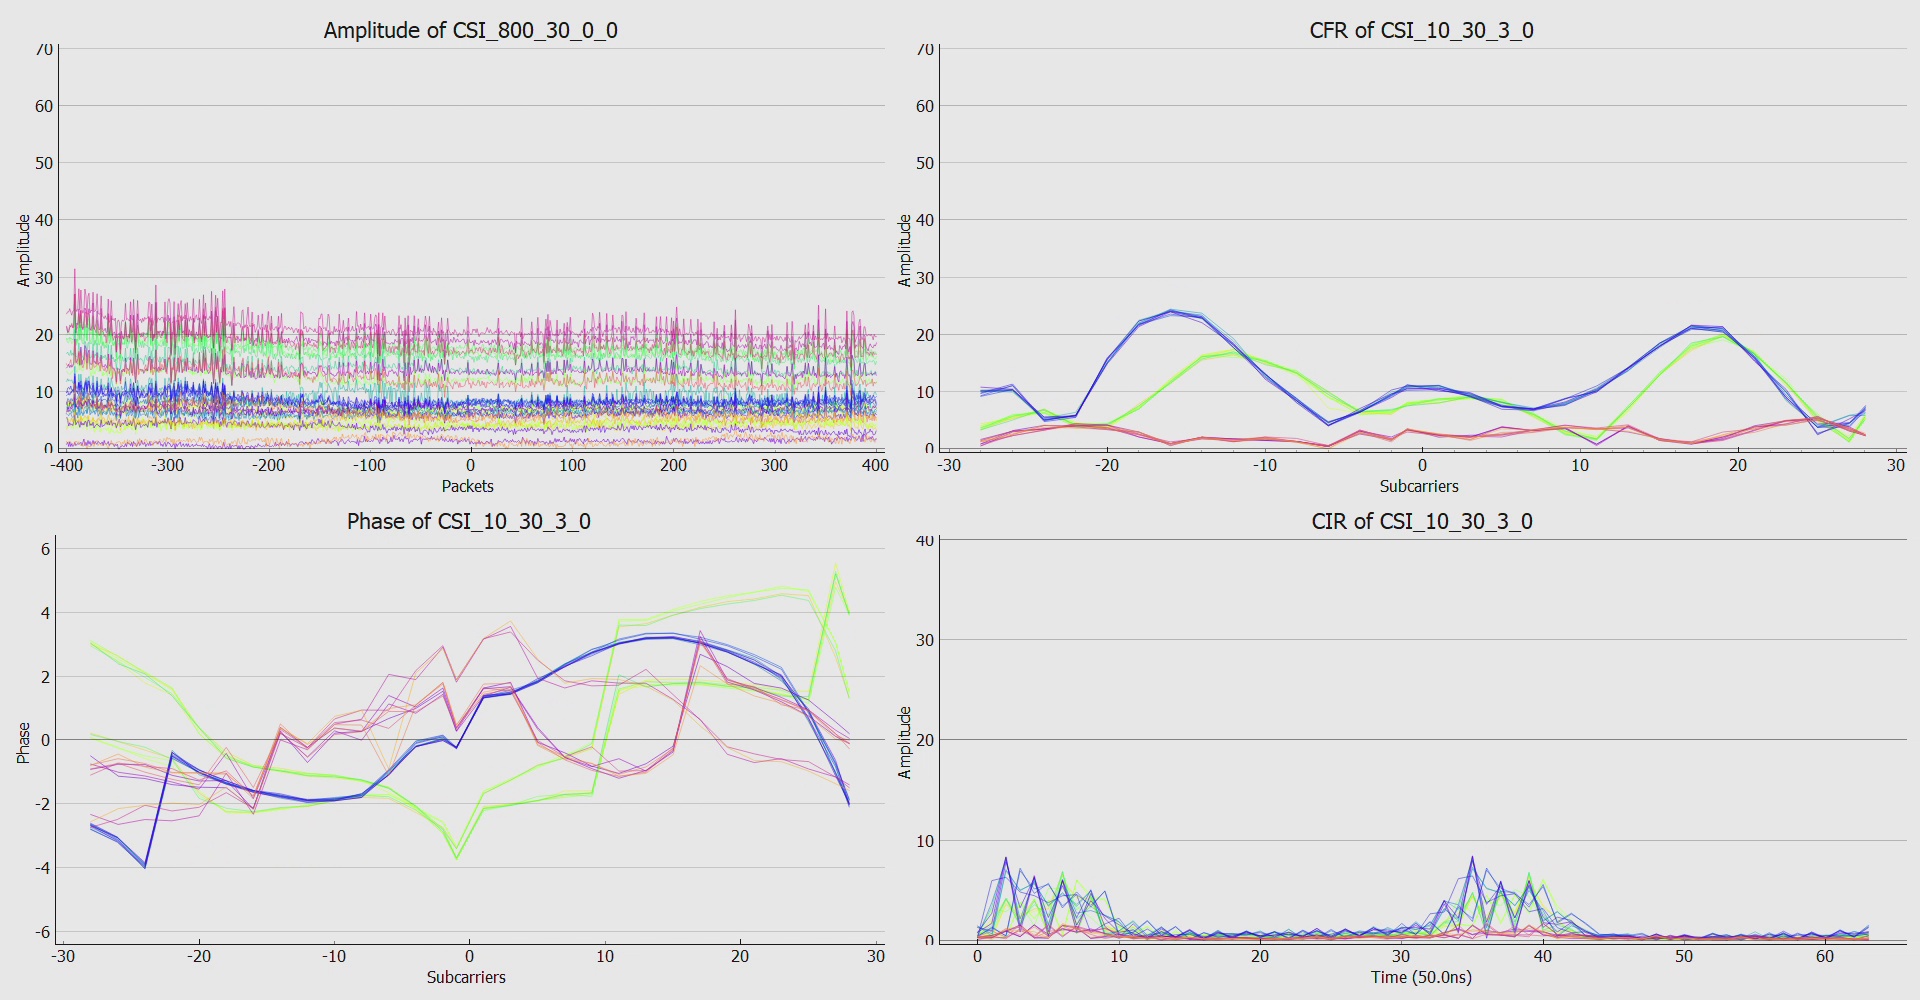 Amplitude of CSI_800_30_0_0
70
60
50
40
30
20
10
0
Amplitude
-400 -300 -200 -100 0 100 200 300 400
Packets
CFR of CSI_10_30_3_0
70
60
50
40
30
20
10
0
Amplitude
-30 -20 -10 0 10 20 30
Subcarriers
Phase of CSI_10_30_3_0
6
4
2
0
-2
-4
-6
Phase
-30 -20 -10 0 10 20 30
Subcarriers
CIR of CSI_10_30_3_0
40
30
20
10
0
Amplitude
0 10 20 30 40 50 60
Time (50.0ns)